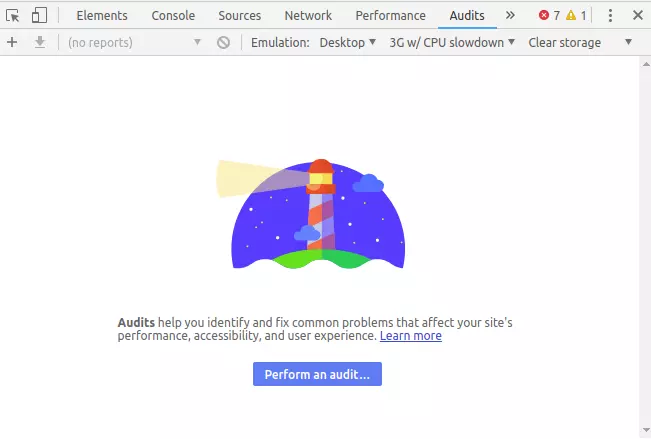 Elements Console Sources Network Performance Audits » 7 1
(no reports) Emulation: Desktop 3G w/ CPU slowdown Clear storage
Audits help you identify and fix common problems that affect your site's
performance, accessibility, and user experience. Learn more
Perform an audit...